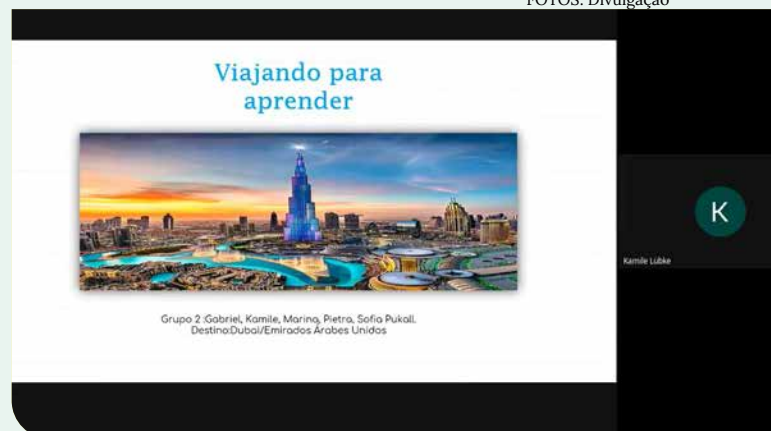 FOTOS: Divulgação
Viajando para
aprender
Grupo 2 :Gabriel, Kamile, Marina, Pietra, Sofia Pukall.
Destino:Dubai/Emirados Árabes Unidos
K
Kamile Lübke